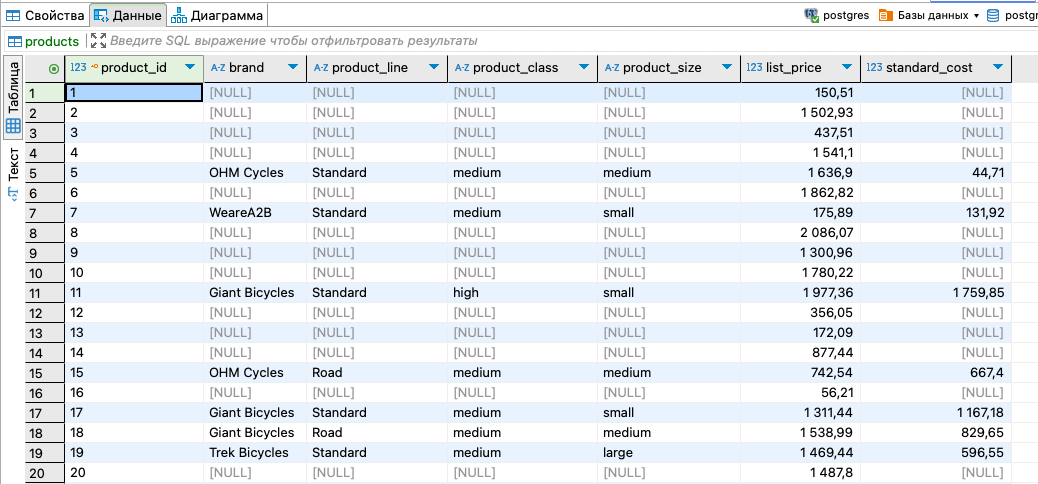 Свойства Данные Диаграмма postgres Базы данных postgr
products Введите SQL выражение чтобы отфильтровать результаты
Таблица
Текст
123 product_id A-Z brand A-Z product_line A-Z product_class A-Z product_size 123 list_price 123 standard_cost
1 1 [NULL] [NULL] [NULL] [NULL] 150,51 [NULL]
2 2 [NULL] [NULL] [NULL] [NULL] 1 502,93 [NULL]
3 3 [NULL] [NULL] [NULL] [NULL] 437,51 [NULL]
4 4 [NULL] [NULL] [NULL] [NULL] 1 541,1 [NULL]
5 5 OHM Cycles Standard medium medium 1 636,9 44,71
6 6 [NULL] [NULL] [NULL] [NULL] 1 862,82 [NULL]
7 7 WeareA2B Standard medium small 175,89 131,92
8 8 [NULL] [NULL] [NULL] [NULL] 2 086,07 [NULL]
9 9 [NULL] [NULL] [NULL] [NULL] 1 300,96 [NULL]
10 10 [NULL] [NULL] [NULL] [NULL] 1 780,22 [NULL]
11 11 Giant Bicycles Standard high small 1 977,36 1 759,85
12 12 [NULL] [NULL] [NULL] [NULL] 356,05 [NULL]
13 13 [NULL] [NULL] [NULL] [NULL] 172,09 [NULL]
14 14 [NULL] [NULL] [NULL] [NULL] 877,44 [NULL]
15 15 OHM Cycles Road medium medium 742,54 667,4
16 16 [NULL] [NULL] [NULL] [NULL] 56,21 [NULL]
17 17 Giant Bicycles Standard medium small 1 311,44 1 167,18
18 18 Giant Bicycles Road medium medium 1 538,99 829,65
19 19 Trek Bicycles Standard medium large 1 469,44 596,55
20 20 [NULL] [NULL] [NULL] [NULL] 1 487,8 [NULL]